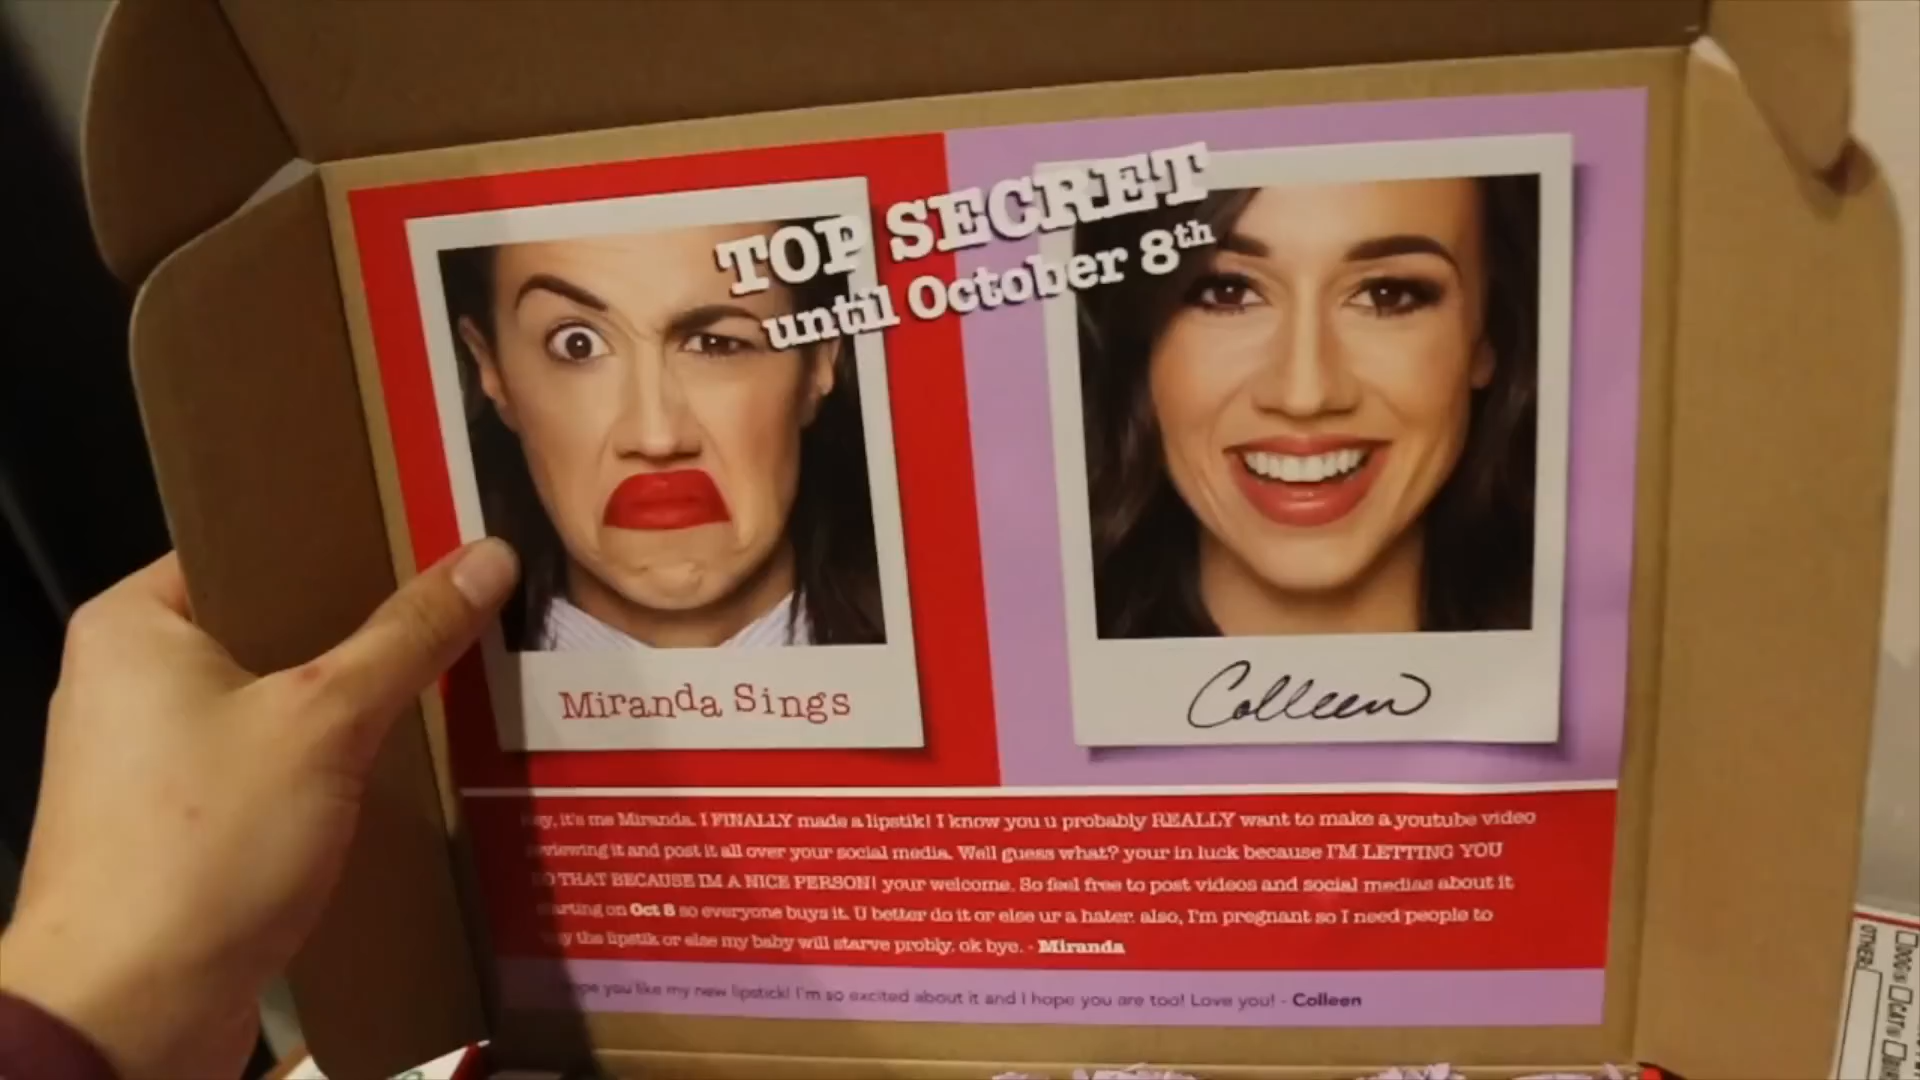 TOP SECRET
until October 8th
Miranda Sings
Colleen
it's me Miranda. I FINALLY made a lipstik! I know you u probably REALLY want to make a youtube video
it and post it all over your social media. Well guess what? your in luck because I'M LETTING YOU
THAT BECAUSE IM A NICE PERSON! your welcome. So feel free to post videos and social medias about it
on Oct 8 so everyone buys it. U better do it or else ur a hater. also, I'm pregnant so I need people to
the lipstik or else my baby will starve probly. ok bye. - Miranda
you like my new lipstick! I'm so excited about it and I hope you are too! Love you! - Colleen
DOG
CAT
OTHER: